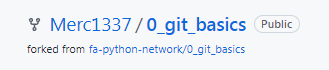 Merc1337 / 0_git_basics Public
forked from fa-python-network/0_git_basics